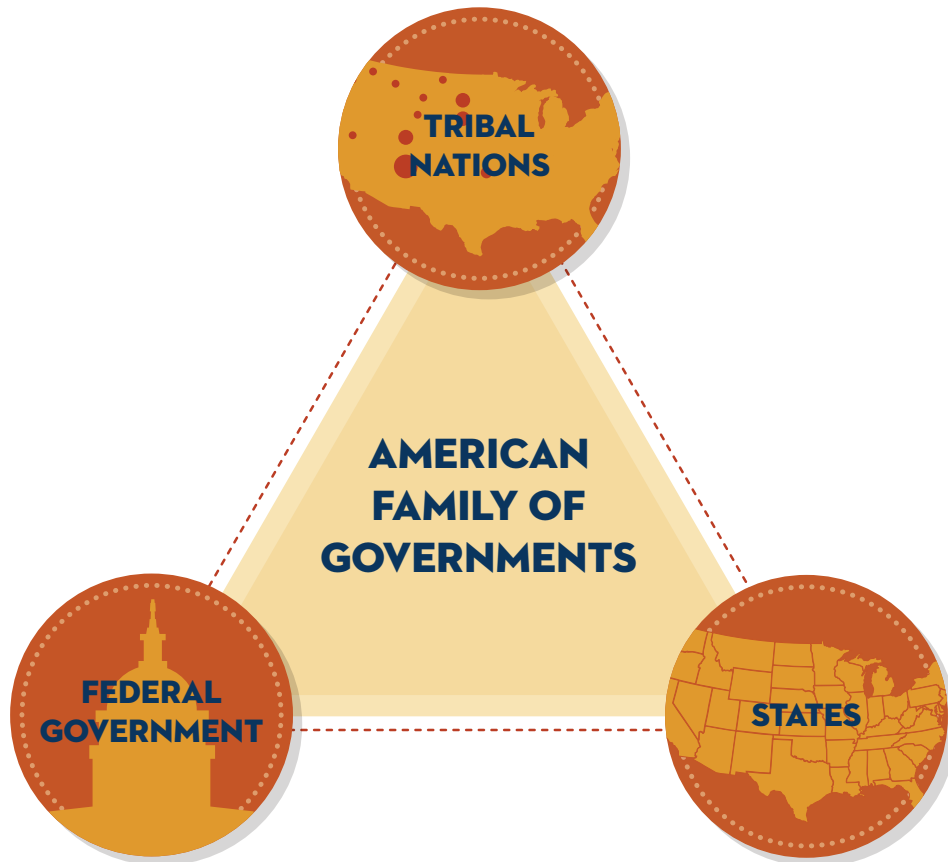 TRIBAL
NATIONS
AMERICAN
FAMILY OF
GOVERNMENTS
FEDERAL
GOVERNMENT
STATES